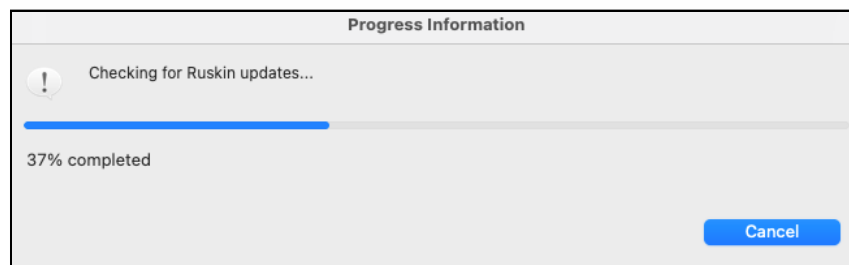 Progress Information
Checking for Ruskin updates...
37% completed
Cancel